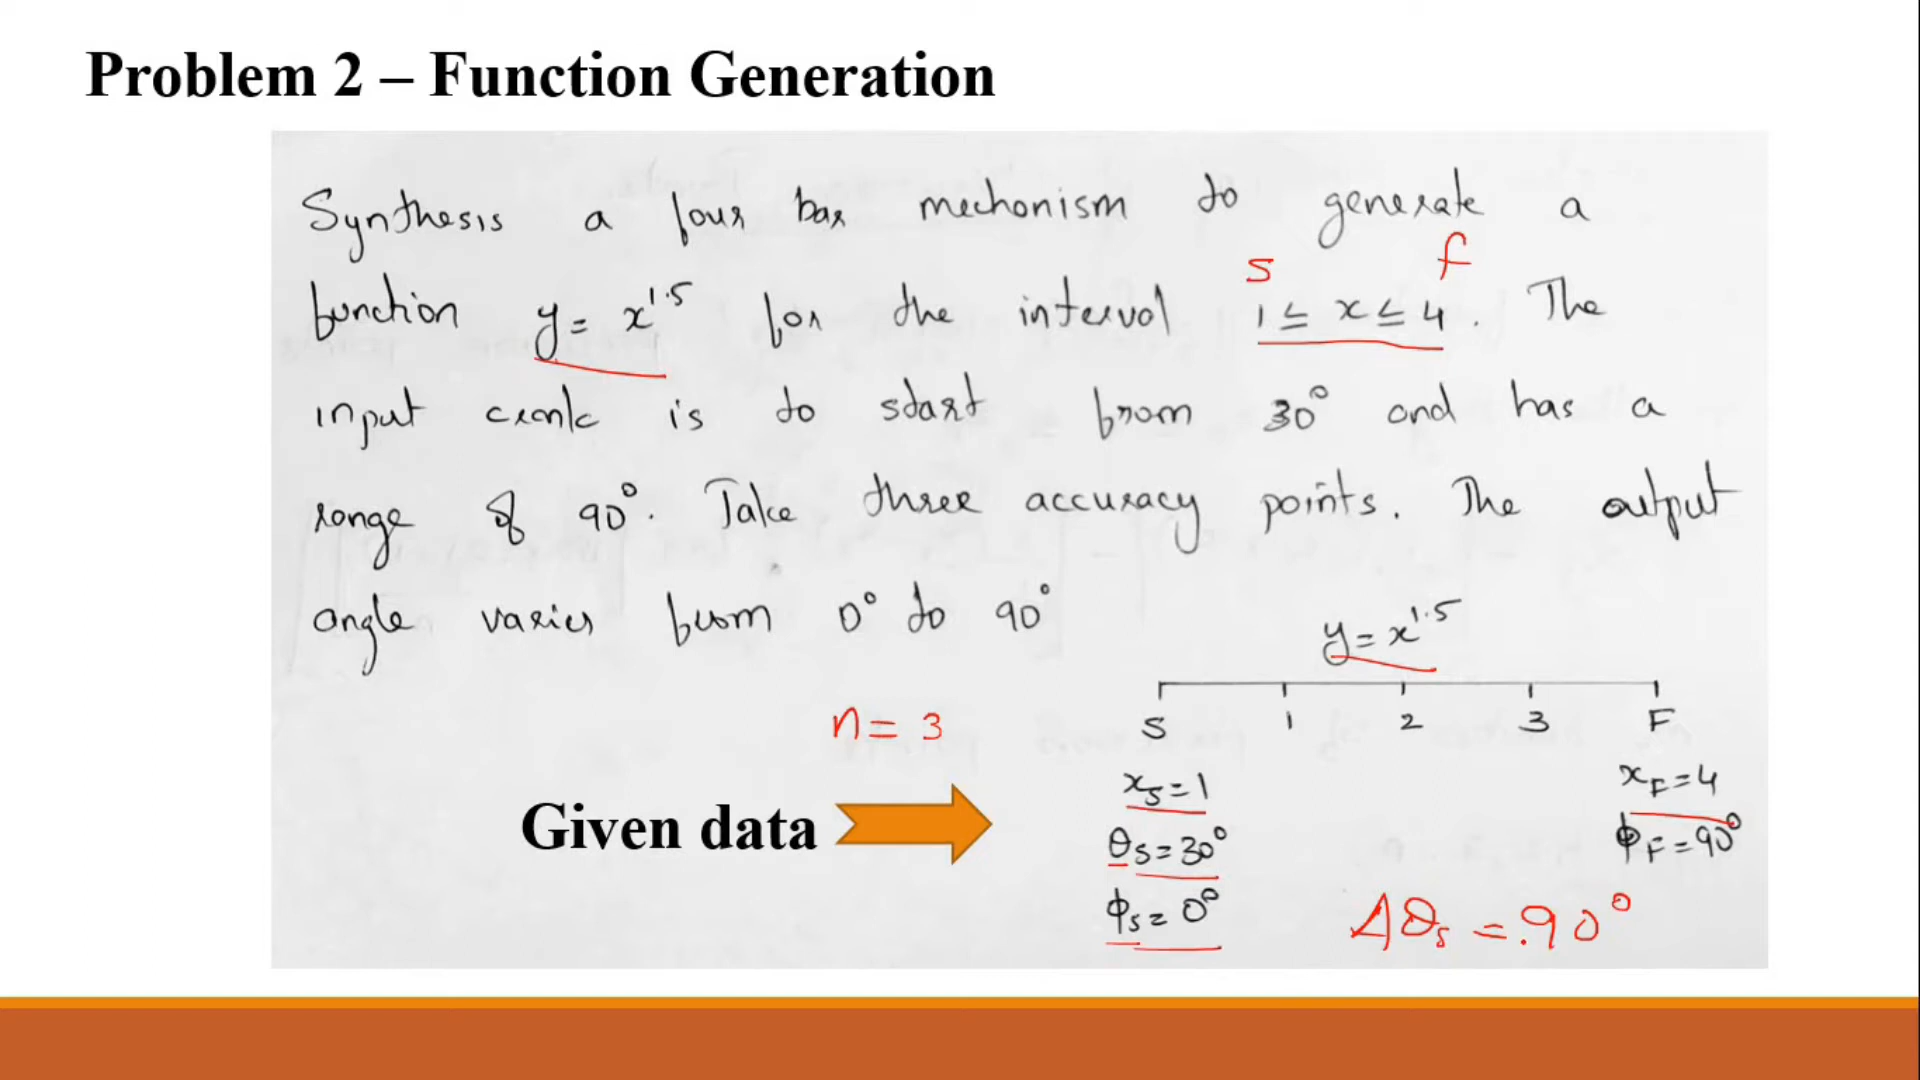 Problem 2 – Function Generation
Synthesis a four bar mechonism to generate a
S f
function y = x^1.5 for the interval 1 ≤ x ≤ 4. The
input crank is to start from 30° and has a
range of 90°. Take three accuracy points. The output
angle varies from 0° to 90°
y = x^1.5
n = 3
S 1 2 3 F
x_S = 1 x_F = 4
Given data
θ_S = 30° ϕ_F = 90°
ϕ_S = 0° Δθ_s = 90°